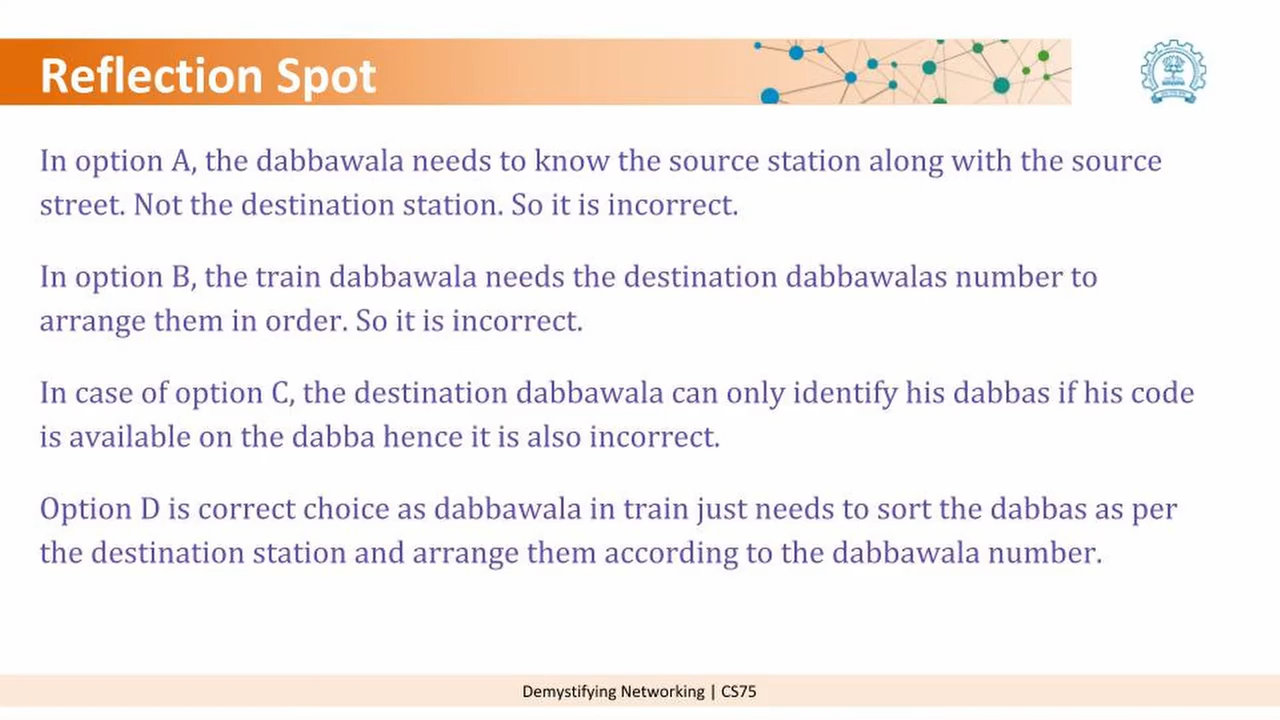 Reflection Spot
In option A, the dabbawala needs to know the source station along with the source
street. Not the destination station. So it is incorrect.
In option B, the train dabbawala needs the destination dabbawalas number to
arrange them in order. So it is incorrect.
In case of option C, the destination dabbawala can only identify his dabbas if his code
is available on the dabba hence it is also incorrect.
Option D is correct choice as dabbawala in train just needs to sort the dabbas as per
the destination station and arrange them according to the dabbawala number.
Demystifying Networking | CS75